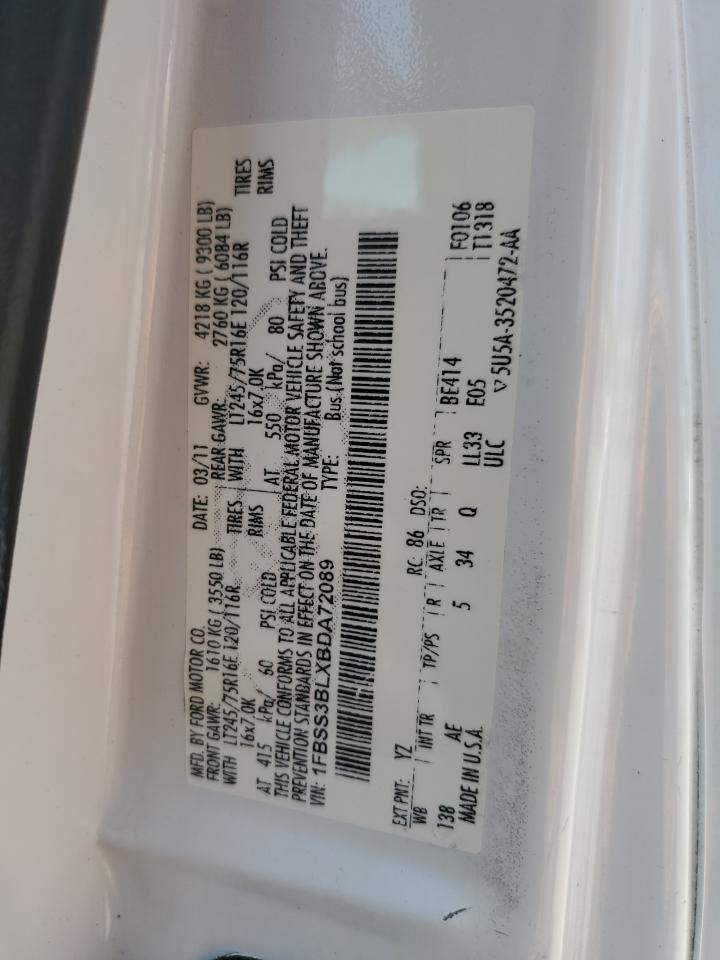 MFD. BY FORD MOTOR CO.
DATE: 03/11 GVWR: 4218 KG ( 9300 LB)
FRONT GAWR: 1610 KG ( 3550 LB) REAR GAWR: 2760 KG ( 6084 LB)
WITH LT245/75R16E 120/116R TIRES WITH LT245/75R16E 120/116R TIRES
16x7.0K RIMS 16x7.0K RIMS
AT 415 kPa/ 60 PSI COLD AT 550 kPa/ 80 PSI COLD
THIS VEHICLE CONFORMS TO ALL APPLICABLE FEDERAL MOTOR VEHICLE SAFETY AND THEFT
PREVENTION STANDARDS IN EFFECT ON THE DATE OF MANUFACTURE SHOWN ABOVE.
VIN: 1FBSS3BLXBDA72089 TYPE: Bus (Not school bus)
EXT PNT: YZ RC: 86 DSO: F0106
WB INT TR TP/PS R AXLE TR SPR BE414 T1318
138 AE 5 34 Q LL33 E05
MADE IN U.S.A. ULC ▽5U5A-3520472-AA